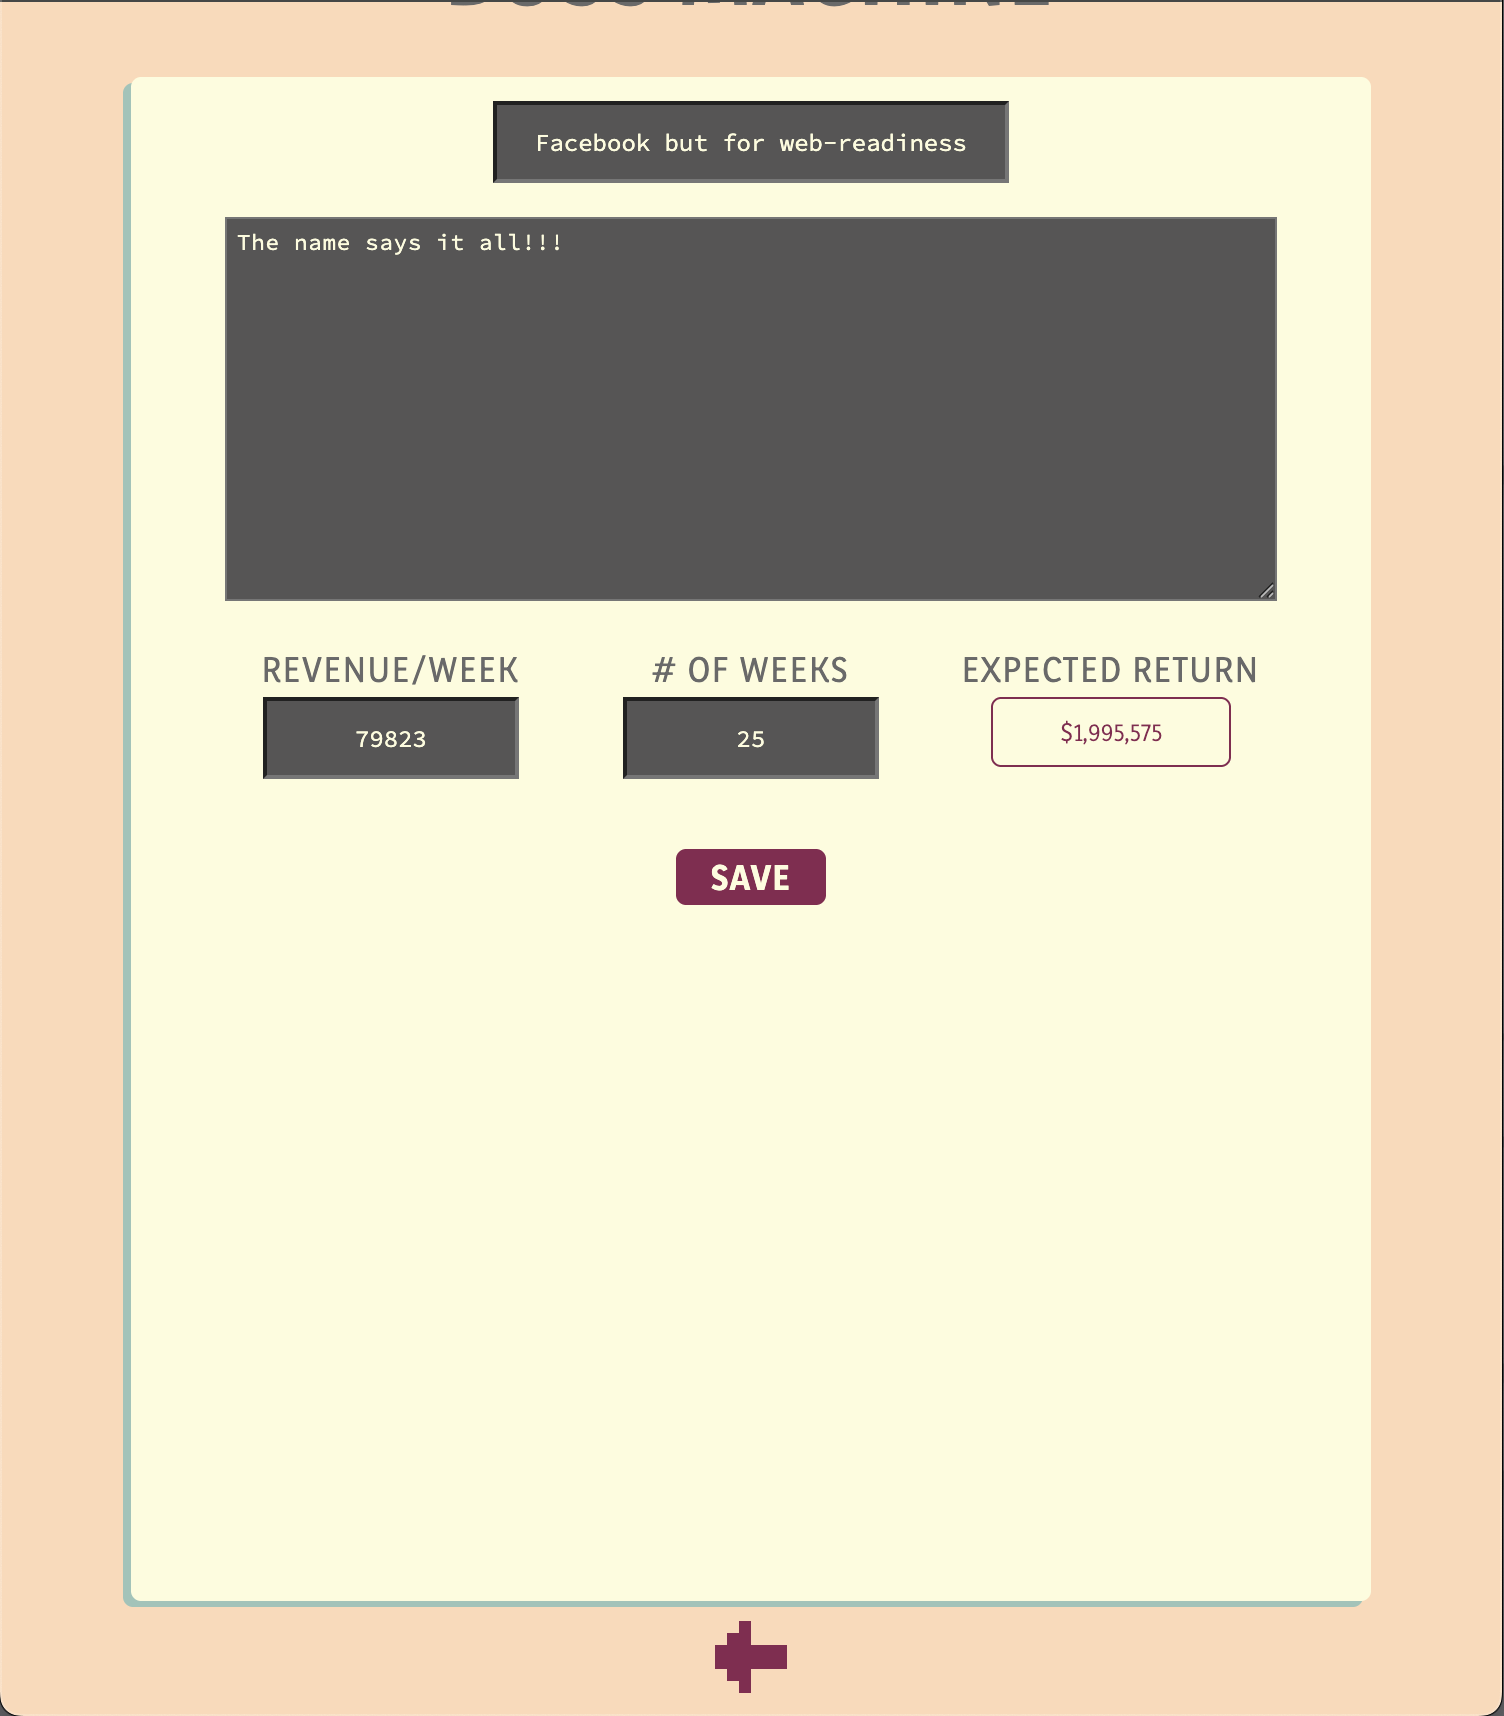 Facebook but for web-readiness
The name says it all!!!
REVENUE/WEEK
# OF WEEKS
EXPECTED RETURN
79823
25
$1,995,575
SAVE